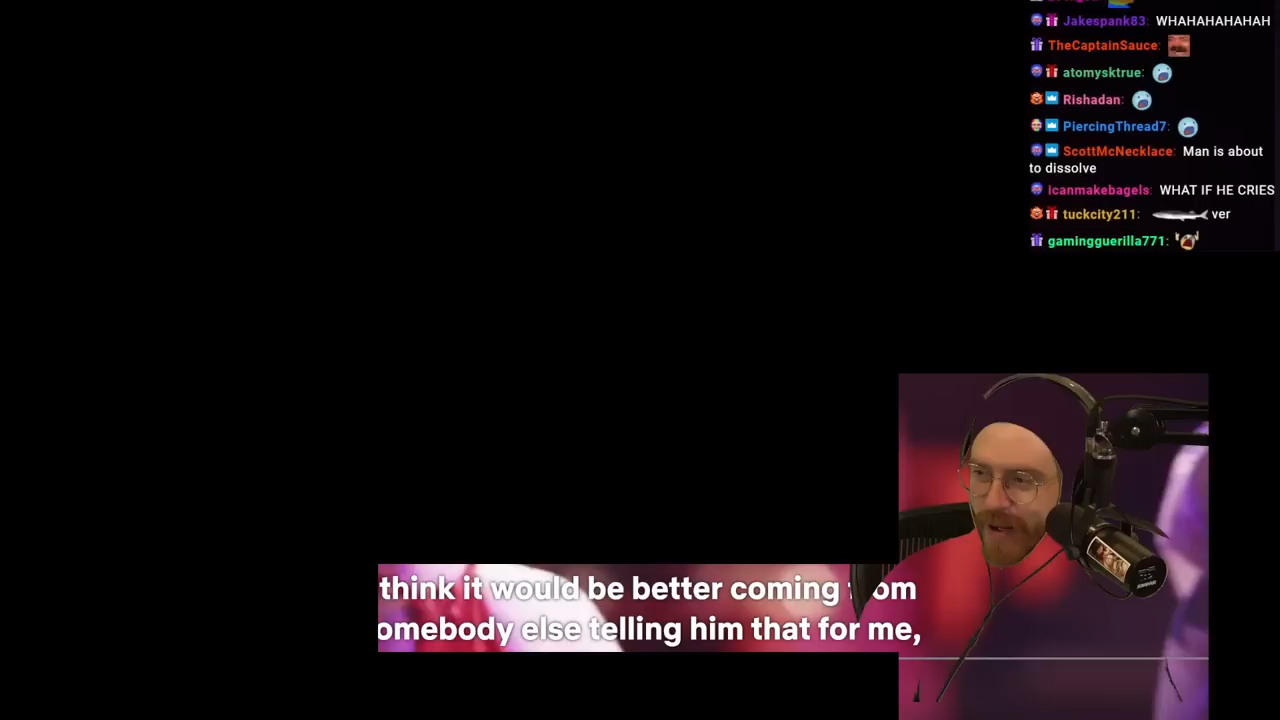 Jakespank83: WHAHAHAHAHAH
TheCaptainSauce:
atomysktrue:
Rishadan:
PiercingThread7:
ScottMcNecklace: Man is about
to dissolve
Icanmakebagels: WHAT IF HE CRIES
tuckcity211: ver
gamingguerilla771:
think it would be better coming from
omebody else telling him that for me,